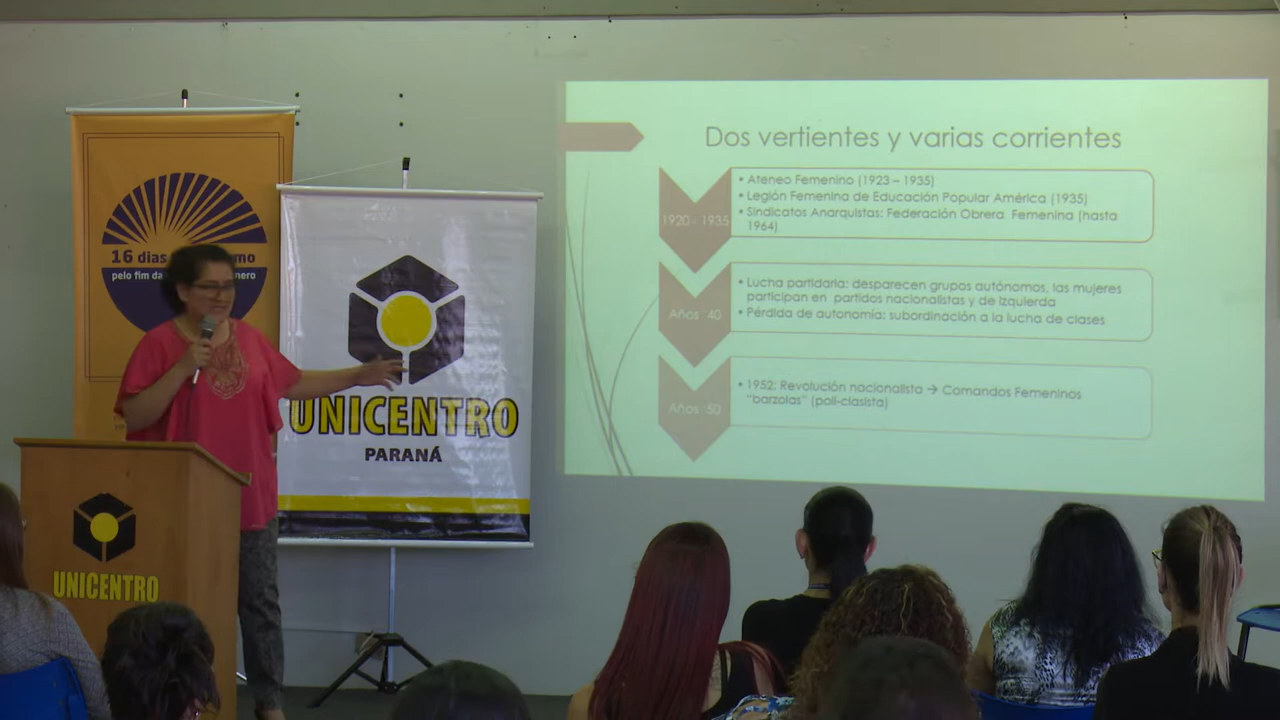 16 dias mo
pelo fim da nero
UNICENTRO
PARANÁ
UNICENTRO
Dos vertientes y varias corrientes
1920 - 1935
• Ateneo Femenino (1923 – 1935)
• Legión Femenina de Educación Popular América (1935)
• Sindicatos Anarquistas: Federación Obrera Femenina (hasta
1964)
Años '40
• Lucha partidaria: desparecen grupos autónomos, las mujeres
participan en partidos nacionalistas y de izquierda
• Pérdida de autonomía: subordinación a la lucha de clases
Años '50
• 1952: Revolución nacionalista → Comandos Femeninos
"barzolas" (poli-clasista)